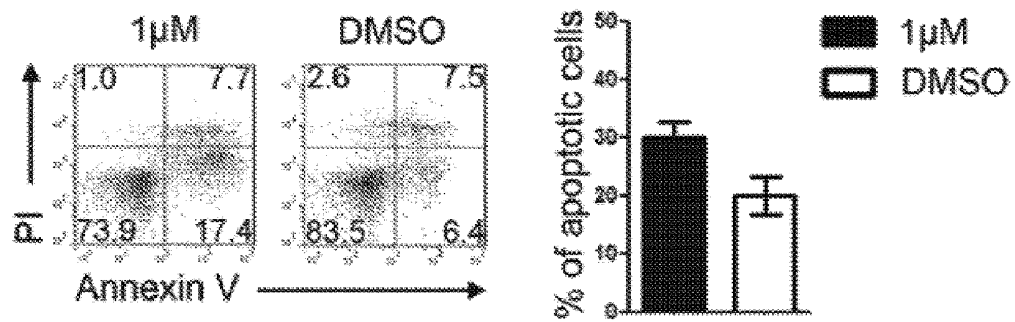 1µM DMSO
1.0 7.7 2.6 7.5
73.9 17.4 83.5 6.4
PI
Annexin V
% of apoptotic cells
50
40
30
20
10
0
1µM
DMSO